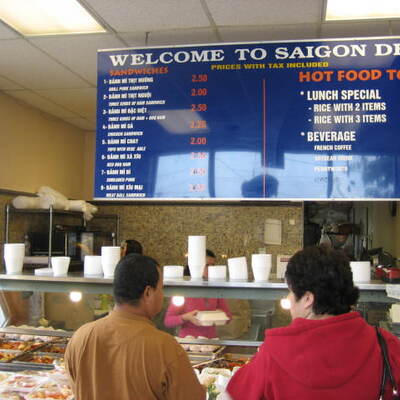 WELCOME TO SAIGON DE
PRICES WITH TAX INCLUDED
SANDWICHES
1- BÁNH MÌ THỊT NƯỚNG 2.50
GRILL PORK SANDWICH
2- BÁNH MÌ THỊT NGUỘI 2.00
THREE KINDS OF HAM SANDWICH
3- BÁNH MÌ ĐẶC BIỆT 2.50
THREE KINDS OF HAM + BBQ HAM
4- BÁNH MÌ GÀ
CHICKEN SANDWICH
5- BÁNH MÌ CHAY 2.00
TOFU WITH
6- BÁNH MÌ XÁ XÍU
BBQ HAM
7- BÁNH MÌ BÌ
SHREDDED PORK
8- BÁNH MÌ XÍU MẠI
MEAT BALL SANDWICH
HOT FOOD TO
* LUNCH SPECIAL
- RICE WITH 2 ITEMS
- RICE WITH 3 ITEMS
* BEVERAGE
FRENCH COFFEE
PENNYWORTH